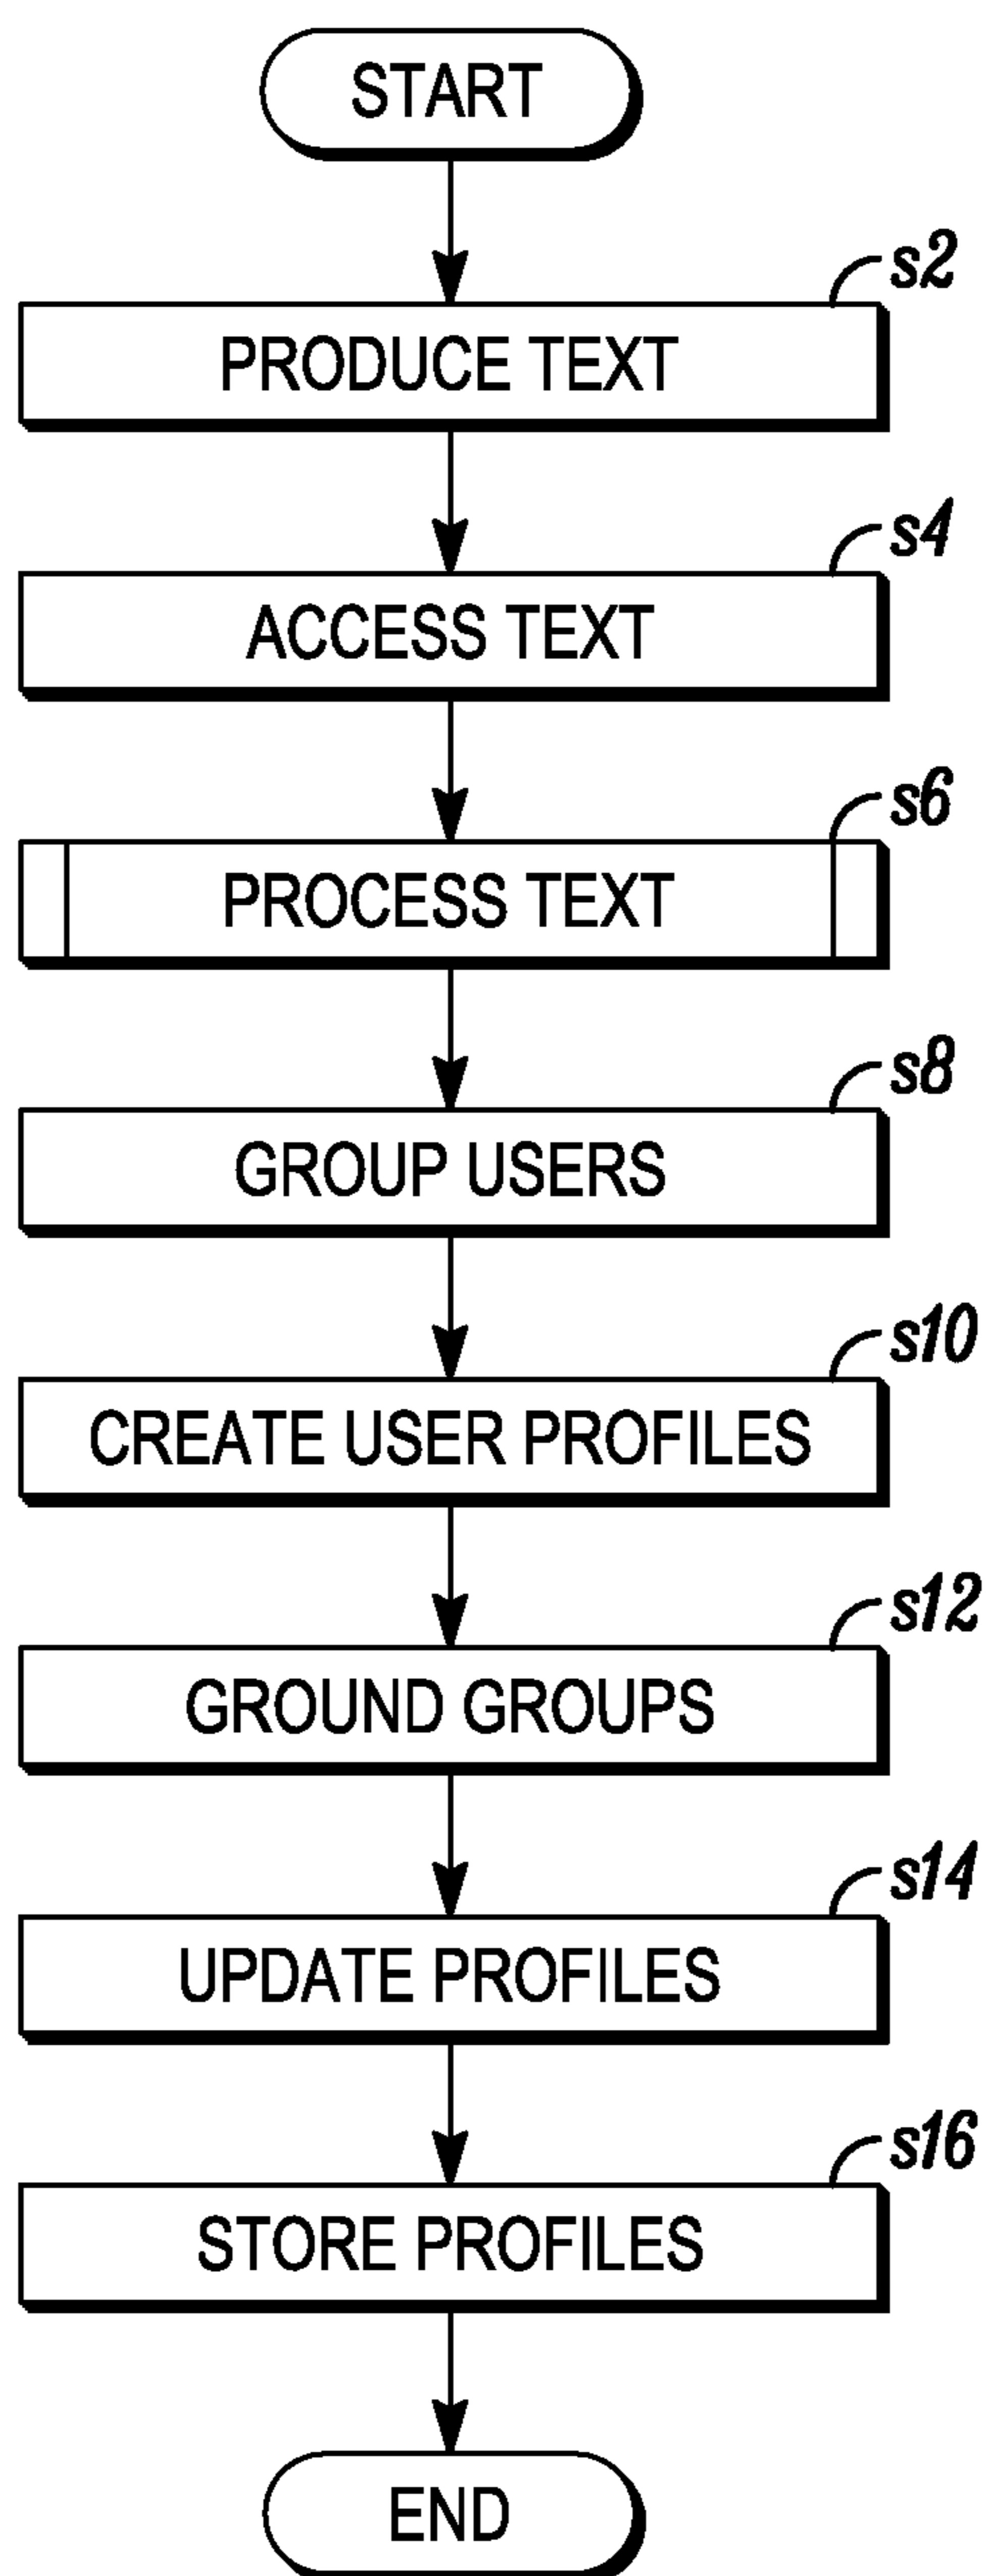 START
s2
PRODUCE TEXT
s4
ACCESS TEXT
s6
PROCESS TEXT
s8
GROUP USERS
s10
CREATE USER PROFILES
s12
GROUND GROUPS
s14
UPDATE PROFILES
s16
STORE PROFILES
END